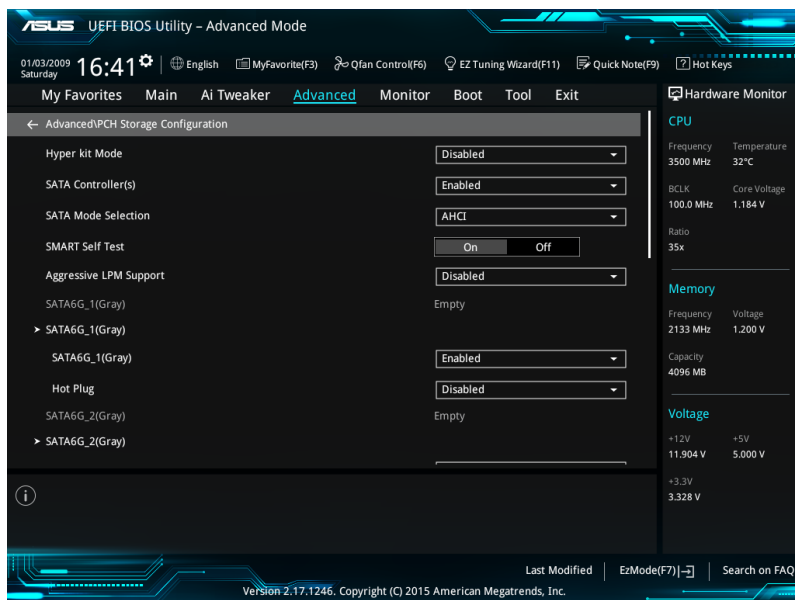 ASUS UEFI BIOS Utility – Advanced Mode
01/03/2009 Saturday 16:41 English MyFavorite(F3) Qfan Control(F6) EZ Tuning Wizard(F11) Quick Note(F9) ? Hot Keys
My Favorites Main Ai Tweaker Advanced Monitor Boot Tool Exit
Hardware Monitor
← Advanced\PCH Storage Configuration
Hyper kit Mode Disabled
SATA Controller(s) Enabled
SATA Mode Selection AHCI
SMART Self Test On Off
Aggressive LPM Support Disabled
SATA6G_1(Gray) Empty
> SATA6G_1(Gray)
SATA6G_1(Gray) Enabled
Hot Plug Disabled
SATA6G_2(Gray) Empty
> SATA6G_2(Gray)
CPU
Frequency Temperature
3500 MHz 32°C
BCLK Core Voltage
100.0 MHz 1.184 V
Ratio
35x
Memory
Frequency Voltage
2133 MHz 1.200 V
Capacity
4096 MB
Voltage
+12V +5V
11.904 V 5.000 V
+3.3V
3.328 V
i
Last Modified EzMode(F7) Search on FAQ
Version 2.17.1246. Copyright (C) 2015 American Megatrends, Inc.